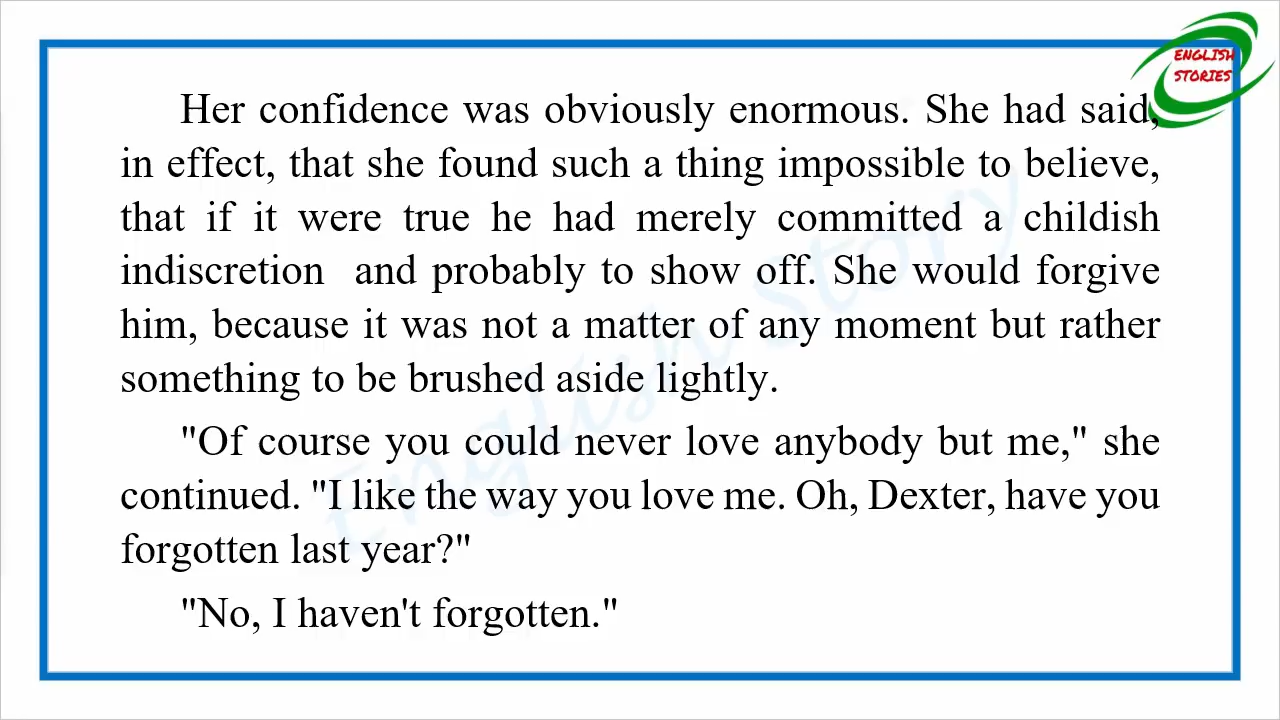 ENGLISH
STORIES
Her confidence was obviously enormous. She had said,
in effect, that she found such a thing impossible to believe,
that if it were true he had merely committed a childish
indiscretion and probably to show off. She would forgive
him, because it was not a matter of any moment but rather
something to be brushed aside lightly.
"Of course you could never love anybody but me," she
continued. "I like the way you love me. Oh, Dexter, have you
forgotten last year?"
"No, I haven't forgotten."
English Story